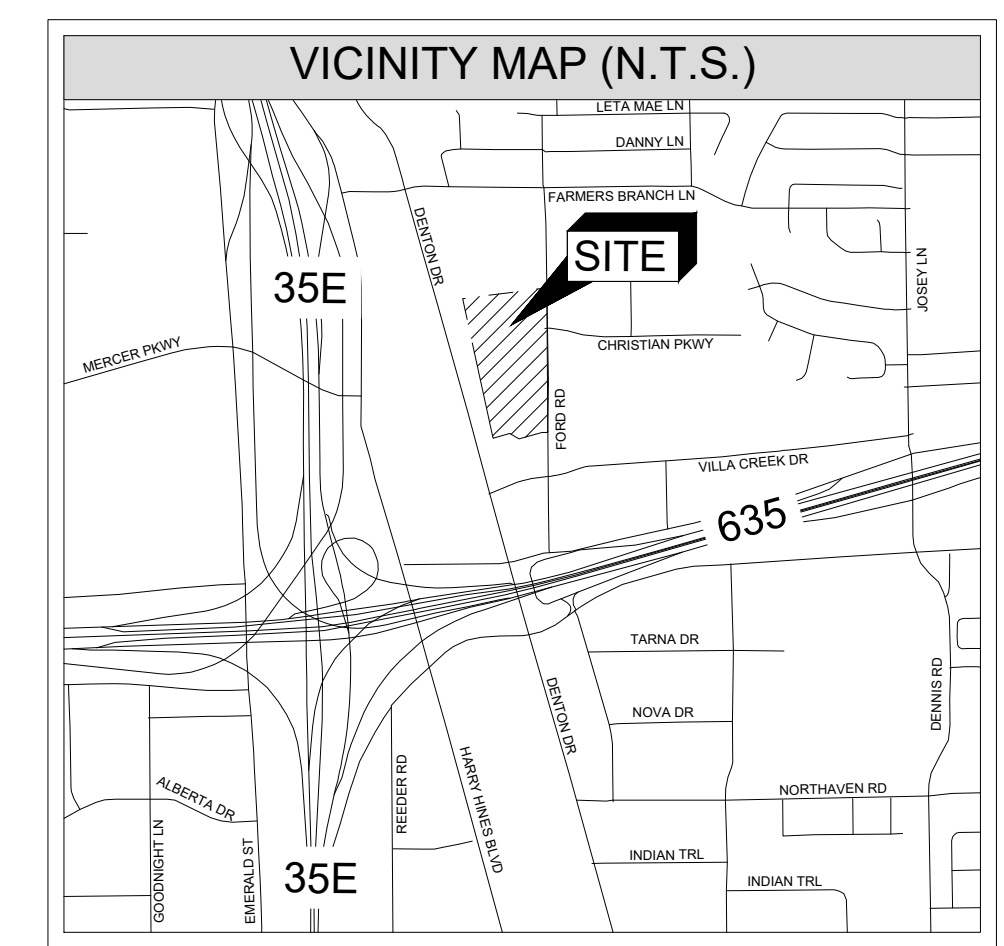 VICINITY MAP (N.T.S.)
LETA MAE LN
DANNY LN
FARMERS BRANCH LN
DENTON DR
SITE
35E
JOSEY LN
CHRISTIAN PKWY
MERCER PKWY
FORD RD
VILLA CREEK DR
635
TARNA DR
DENNIS RD
DENTON DR
NOVA DR
HARRY HINES BLVD
REEDER RD
NORTHAVEN RD
ALBERTA DR
GOODNIGHT LN
EMERALD ST
35E
INDIAN TRL
INDIAN TRL